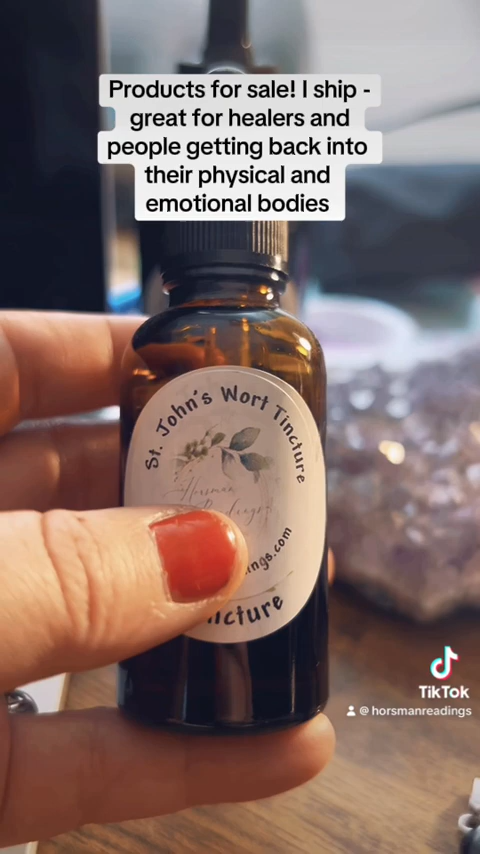 Products for sale! I ship -
great for healers and
people getting back into
their physical and
emotional bodies
St. John's Wort Tincture
Horsman
TikTok
@horsmanreadings